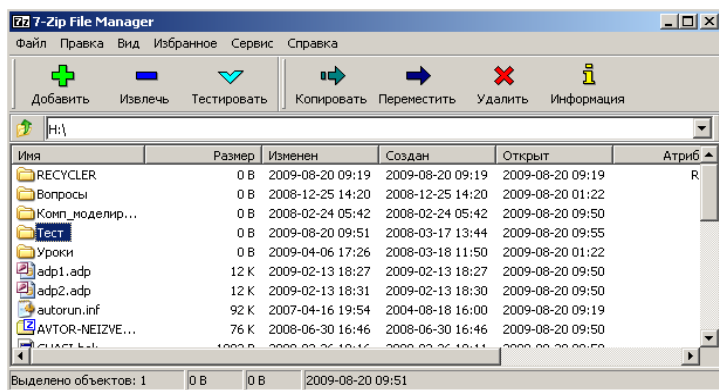 7-Zip File Manager
Файл Правка Вид Избранное Сервис Справка
Добавить Извлечь Тестировать Копировать Переместить Удалить Информация
H:\
Имя Размер Изменен Создан Открыт Атриб
RECYCLER 0 B 2009-08-20 09:19 2009-08-20 09:19 2009-08-20 09:19 R
Вопросы 0 B 2008-12-25 14:20 2008-12-25 14:20 2009-08-20 01:22
Комп_моделир... 0 B 2008-02-24 05:42 2008-02-24 05:42 2009-08-20 09:50
Тест 0 B 2009-08-20 09:51 2008-03-17 13:44 2009-08-20 09:55
Уроки 0 B 2009-04-06 17:26 2008-03-18 11:50 2009-08-20 01:22
adp1.adp 12 K 2009-02-13 18:27 2009-02-13 18:27 2009-08-20 09:50
adp2.adp 12 K 2009-02-13 18:31 2009-02-13 18:30 2009-08-20 09:50
autorun.inf 92 K 2007-04-16 19:54 2004-08-18 16:00 2009-08-20 09:19
AVTOR-NEIZVE... 76 K 2008-06-30 16:46 2008-06-30 16:46 2009-08-20 09:50
Выделено объектов: 1 0 B 0 B 2009-08-20 09:51